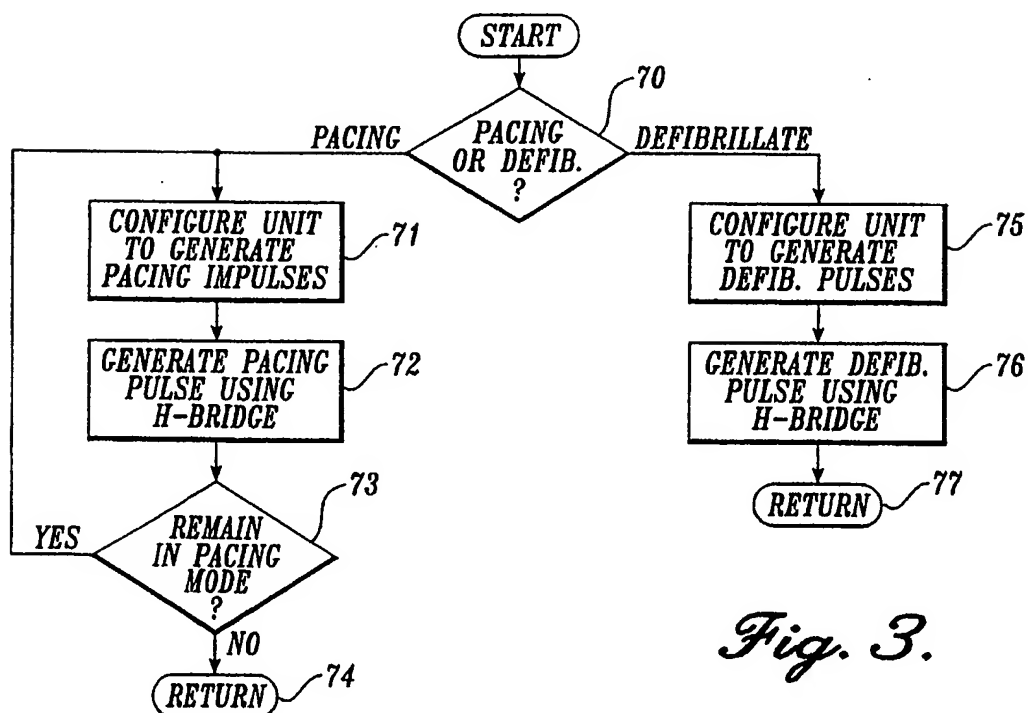 START
70
PACING
PACING
OR DEFIB.
?
DEFIBRILLATE
CONFIGURE UNIT
TO GENERATE
PACING IMPULSES
71
CONFIGURE UNIT
TO GENERATE
DEFIB. PULSES
75
GENERATE PACING
PULSE USING
H-BRIDGE
72
GENERATE DEFIB.
PULSE USING
H-BRIDGE
76
REMAIN
IN PACING
MODE
?
73
YES
NO
RETURN
77
RETURN
74
Fig. 3.